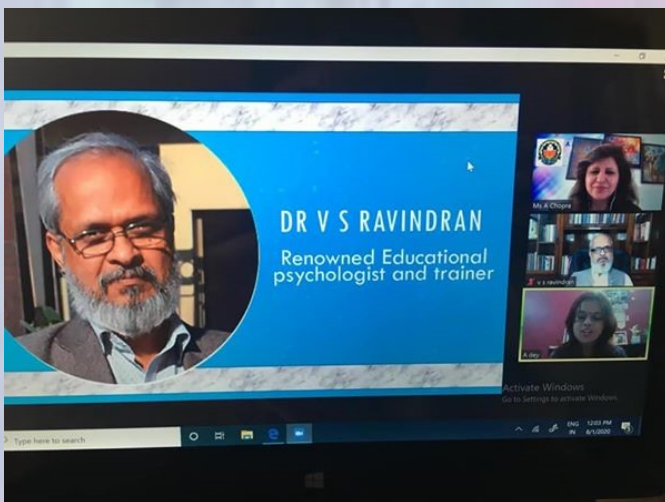 DR V S RAVINDRAN
Renowned Educational
psychologist and trainer
Ms A Chopra
v s ravindran
A dey
Activate Windows
Go to Settings to activate Windows.
Type here to search
ENG
IN
12:03 PM
6/1/2020